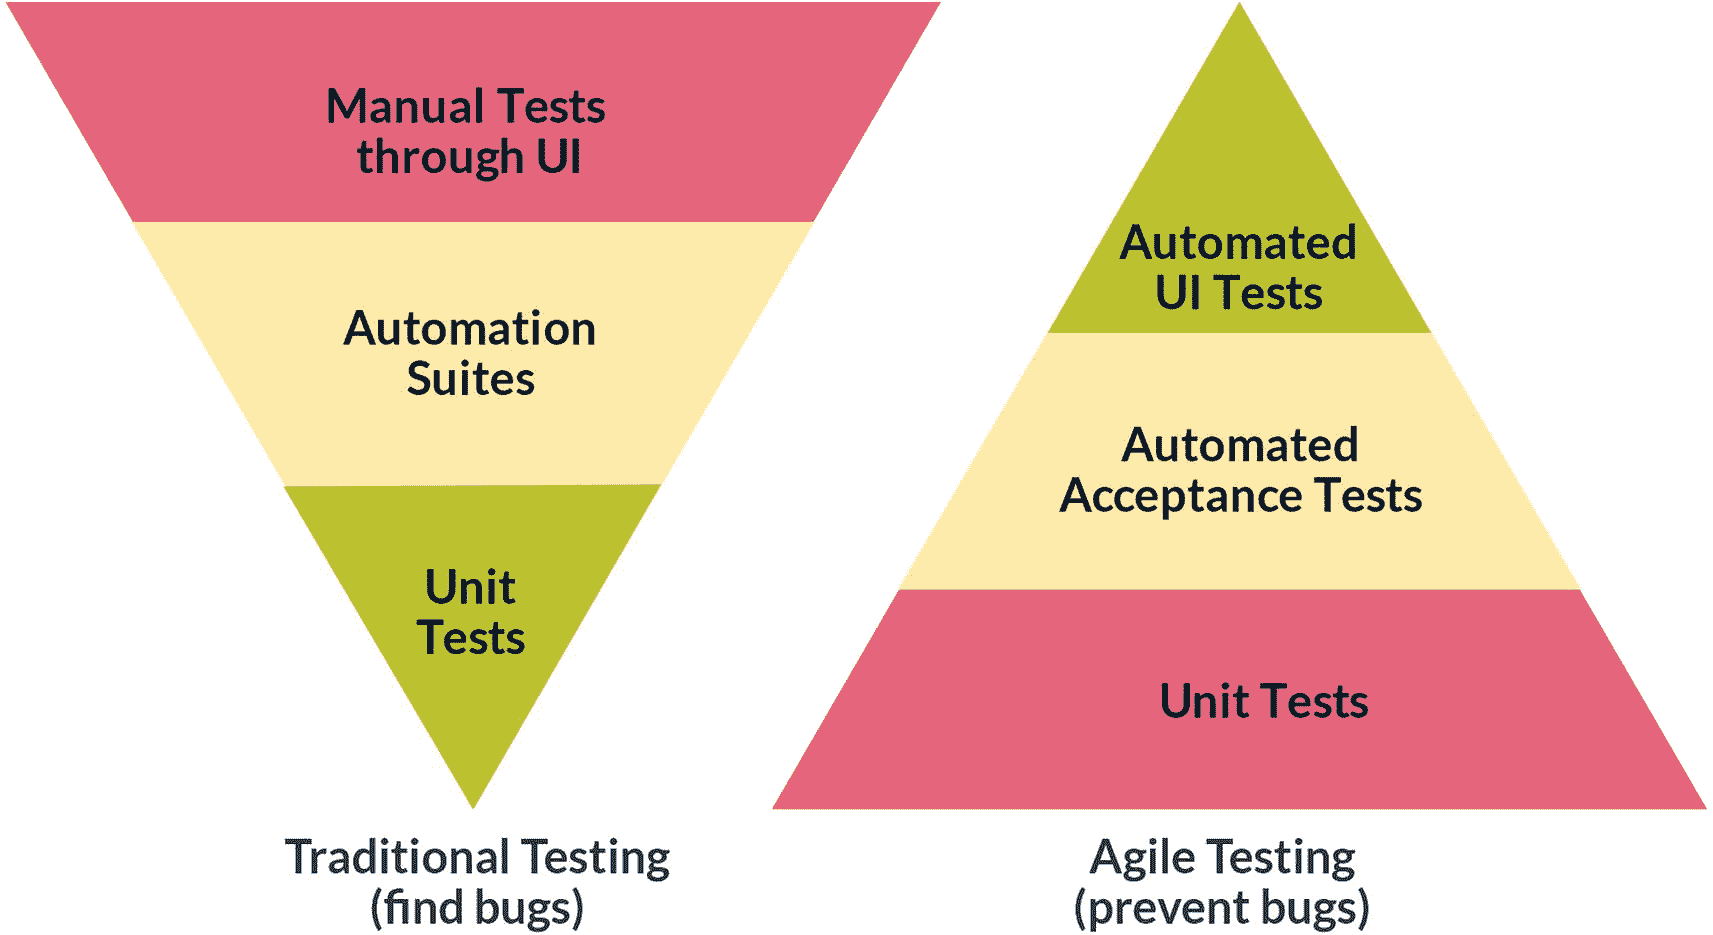 Manual Tests
through UI
Automation
Suites
Unit
Tests
Traditional Testing
(find bugs)
Automated
UI Tests
Automated
Acceptance Tests
Unit Tests
Agile Testing
(prevent bugs)